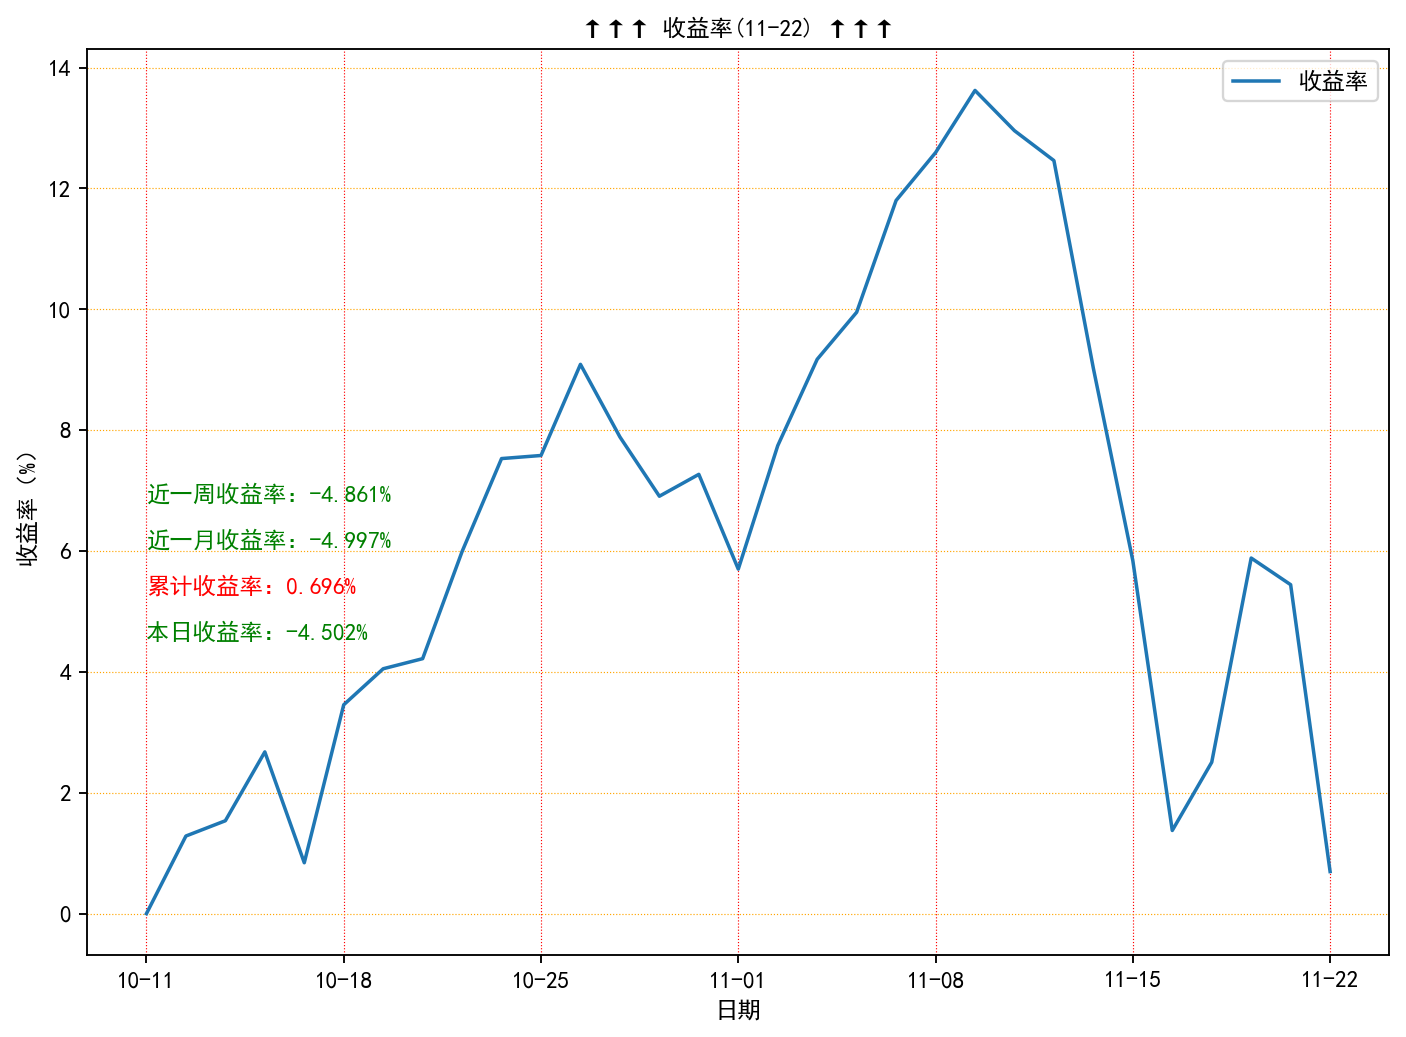 ↑↑↑ 收益率(11-22) ↑↑↑
收益率
14
12
10
8
6
4
2
0
收益率 (%)
近一周收益率：-4.861%
近一月收益率：-4.997%
累计收益率：0.696%
本日收益率：-4.502%
10-11 10-18 10-25 11-01 11-08 11-15 11-22
日期